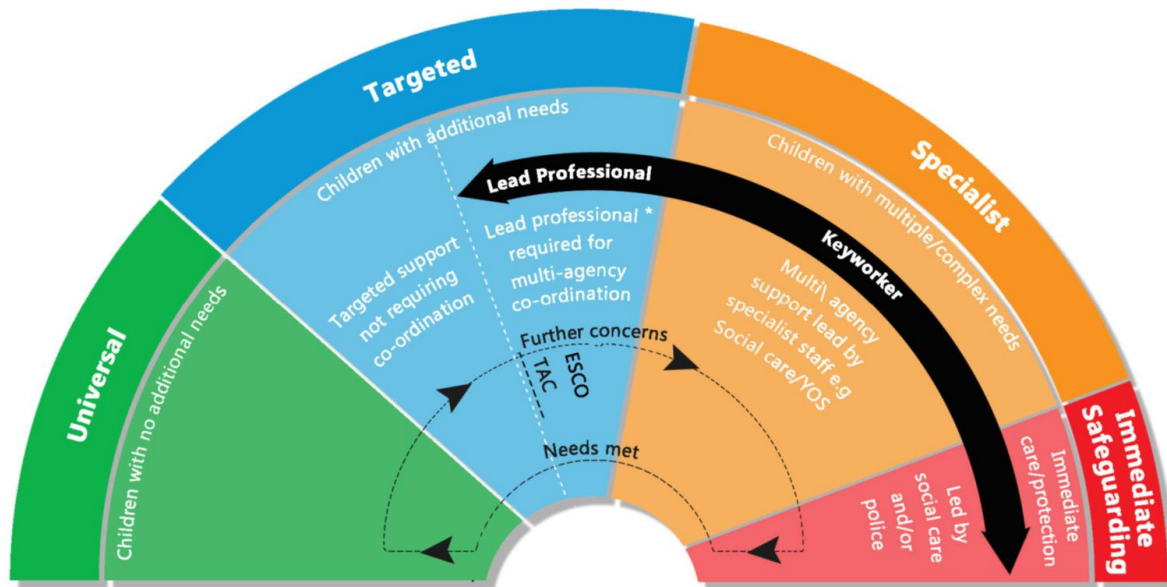 Universal
Children with no additional needs
Targeted
Children with additional needs
Targeted support
not requiring
co-ordination
Lead Professional
Lead professional *
required for
multi-agency
co-ordination
Further concerns
TAC
ESCO
Needs met
Specialist
Children with multiple/complex needs
Keyworker
Multi\ agency
support lead by
specialist staff e.g
Social care/YOS
Immediate
Safeguarding
Immediate
care/protection
Led by
social care
and/or
police